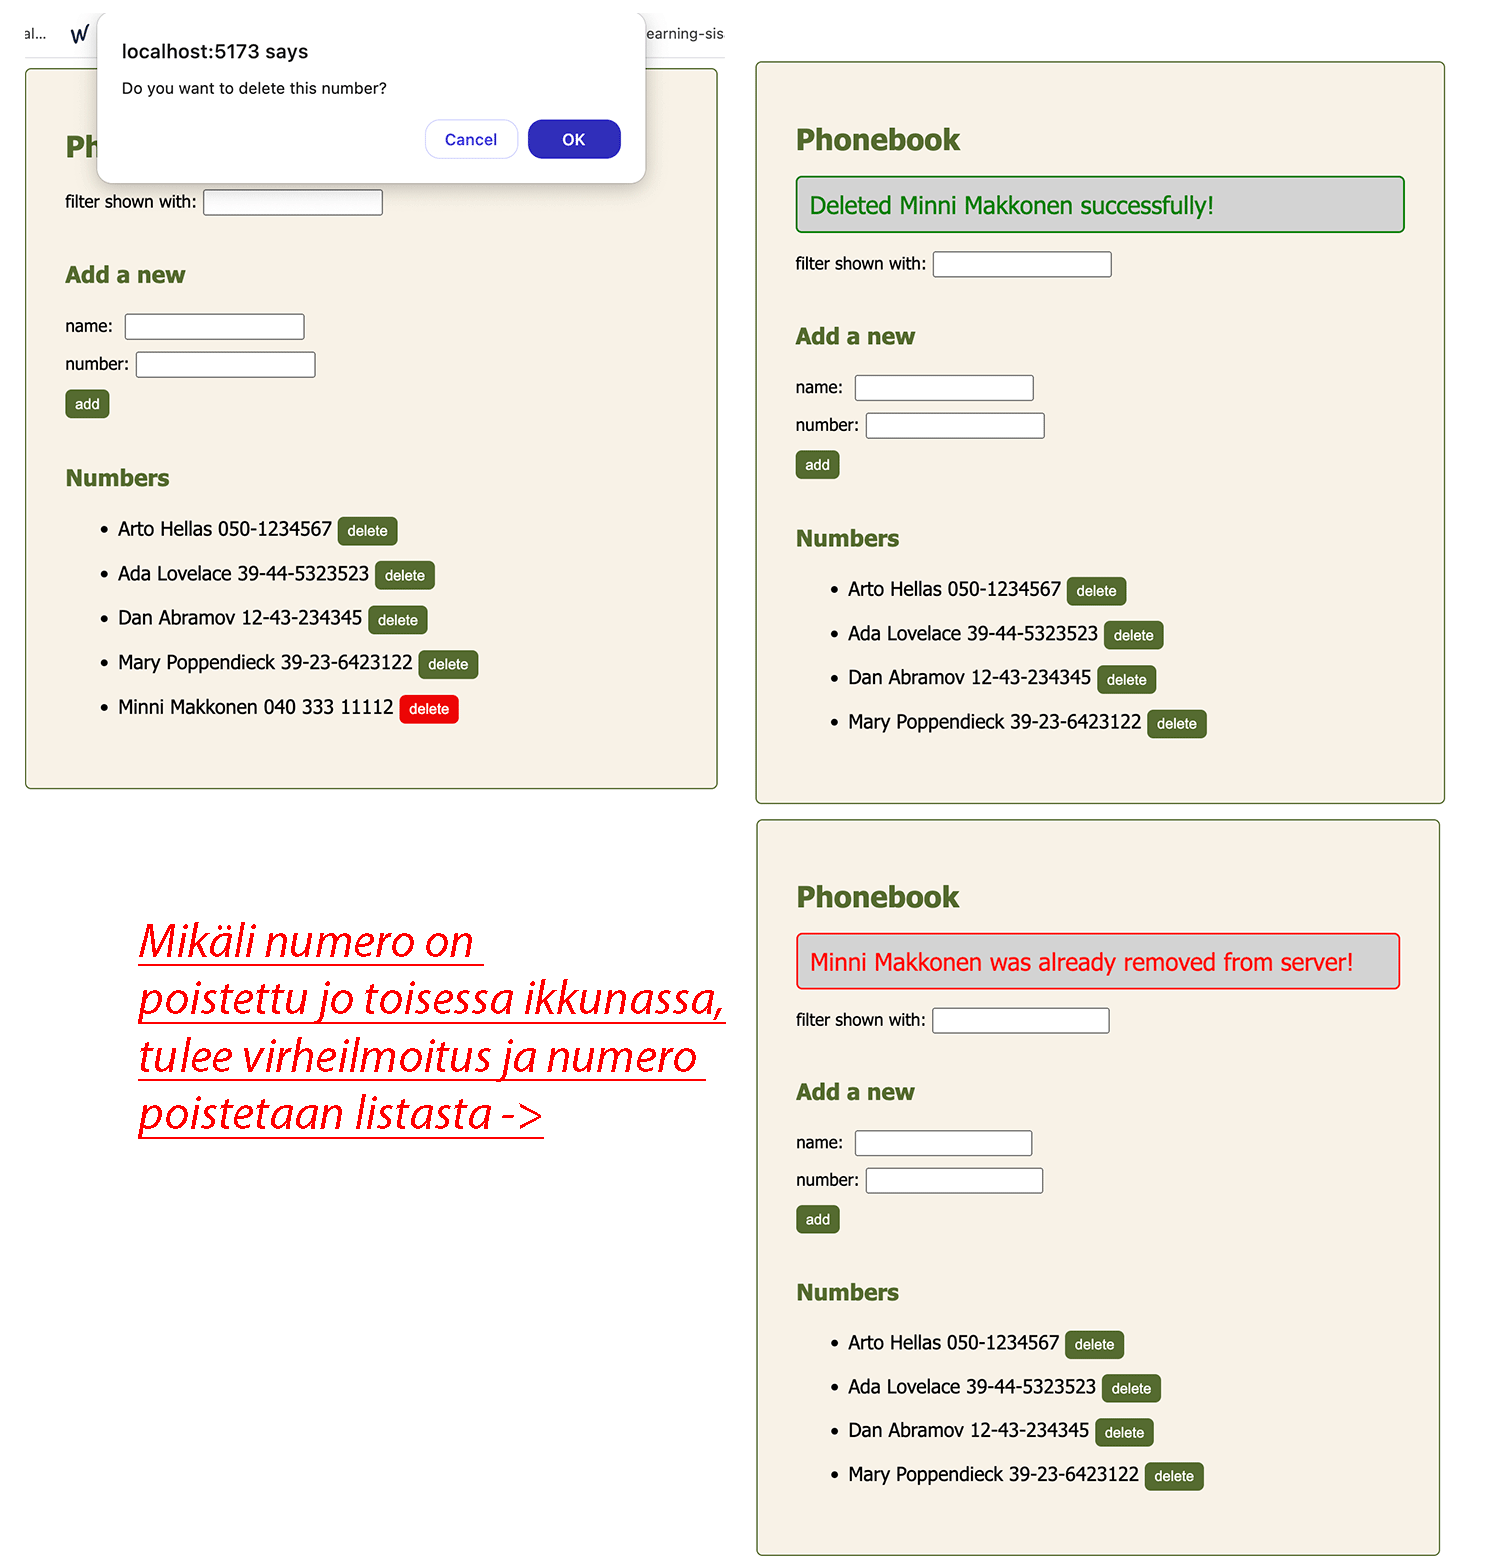 al...
earning-sis
localhost:5173 says
Do you want to delete this number?
Cancel
OK
Ph
filter shown with:
Add a new
name:
number:
add
Numbers
• Arto Hellas 050-1234567 delete
• Ada Lovelace 39-44-5323523 delete
• Dan Abramov 12-43-234345 delete
• Mary Poppendieck 39-23-6423122 delete
• Minni Makkonen 040 333 11112 delete
Phonebook
Deleted Minni Makkonen successfully!
filter shown with:
Add a new
name:
number:
add
Numbers
• Arto Hellas 050-1234567 delete
• Ada Lovelace 39-44-5323523 delete
• Dan Abramov 12-43-234345 delete
• Mary Poppendieck 39-23-6423122 delete
Mikäli numero on
poistettu jo toisessa ikkunassa,
tulee virheilmoitus ja numero
poistetaan listasta ->
Phonebook
Minni Makkonen was already removed from server!
filter shown with:
Add a new
name:
number:
add
Numbers
• Arto Hellas 050-1234567 delete
• Ada Lovelace 39-44-5323523 delete
• Dan Abramov 12-43-234345 delete
• Mary Poppendieck 39-23-6423122 delete